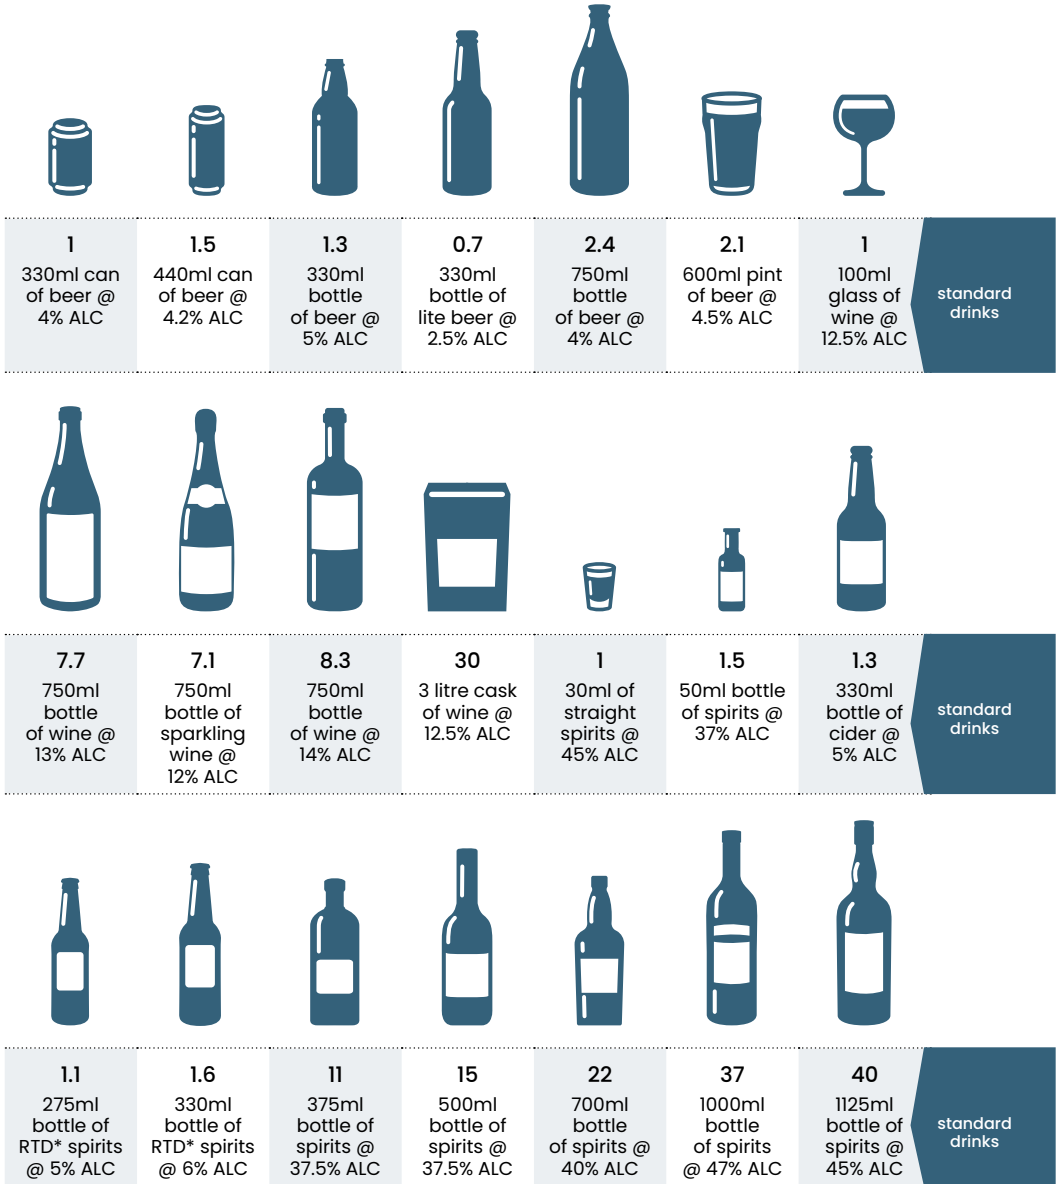 1
330ml can
of beer @
4% ALC
1.5
440ml can
of beer @
4.2% ALC
1.3
330ml
bottle
of beer @
5% ALC
0.7
330ml
bottle of
lite beer @
2.5% ALC
2.4
750ml
bottle
of beer @
4% ALC
2.1
600ml pint
of beer @
4.5% ALC
1
100ml
glass of
wine @
12.5% ALC
standard
drinks
7.7
750ml
bottle
of wine @
13% ALC
7.1
750ml
bottle of
sparkling
wine @
12% ALC
8.3
750ml
bottle
of wine @
14% ALC
30
3 litre cask
of wine @
12.5% ALC
1
30ml of
straight
spirits @
45% ALC
1.5
50ml bottle
of spirits @
37% ALC
1.3
330ml
bottle of
cider @
5% ALC
standard
drinks
1.1
275ml
bottle of
RTD* spirits
@ 5% ALC
1.6
330ml
bottle of
RTD* spirits
@ 6% ALC
11
375ml
bottle of
spirits @
37.5% ALC
15
500ml
bottle of
spirits @
37.5% ALC
22
700ml
bottle
of spirits @
40% ALC
37
1000ml
bottle
of spirits
@ 47% ALC
40
1125ml
bottle of
spirits @
45% ALC
standard
drinks